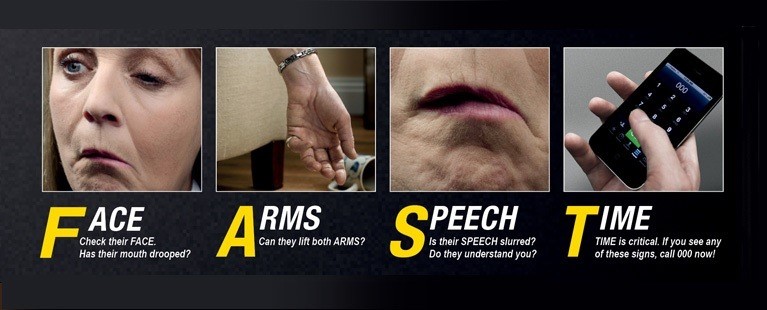 000
FACE
Check their FACE.
Has their mouth drooped?
ARMS
Can they lift both ARMS?
SPEECH
Is their SPEECH slurred?
Do they understand you?
TIME
TIME is critical. If you see any
of these signs, call 000 now!